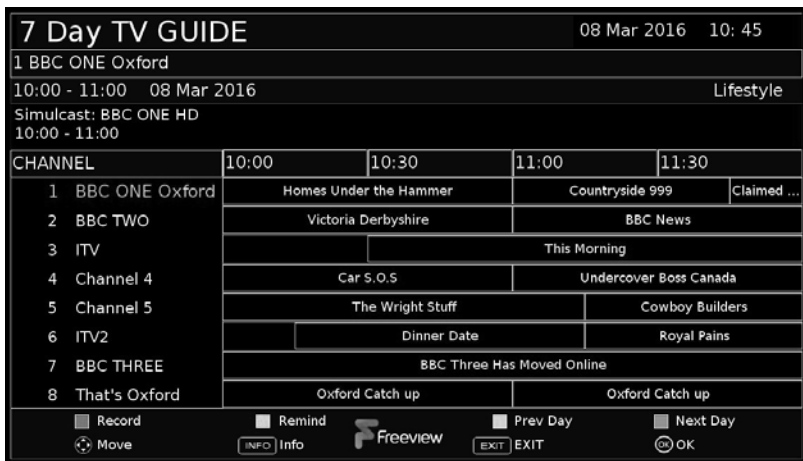 7 Day TV GUIDE 08 Mar 2016 10: 45
1 BBC ONE Oxford
10:00 - 11:00 08 Mar 2016 Lifestyle
Simulcast: BBC ONE HD
10:00 - 11:00
CHANNEL 10:00 10:30 11:00 11:30
1 BBC ONE Oxford Homes Under the Hammer Countryside 999 Claimed ...
2 BBC TWO Victoria Derbyshire BBC News
3 ITV This Morning
4 Channel 4 Car S.O.S Undercover Boss Canada
5 Channel 5 The Wright Stuff Cowboy Builders
6 ITV2 Dinner Date Royal Pains
7 BBC THREE BBC Three Has Moved Online
8 That's Oxford Oxford Catch up Oxford Catch up
Record Remind Prev Day Next Day
Move INFO Info Freeview EXIT EXIT OK OK